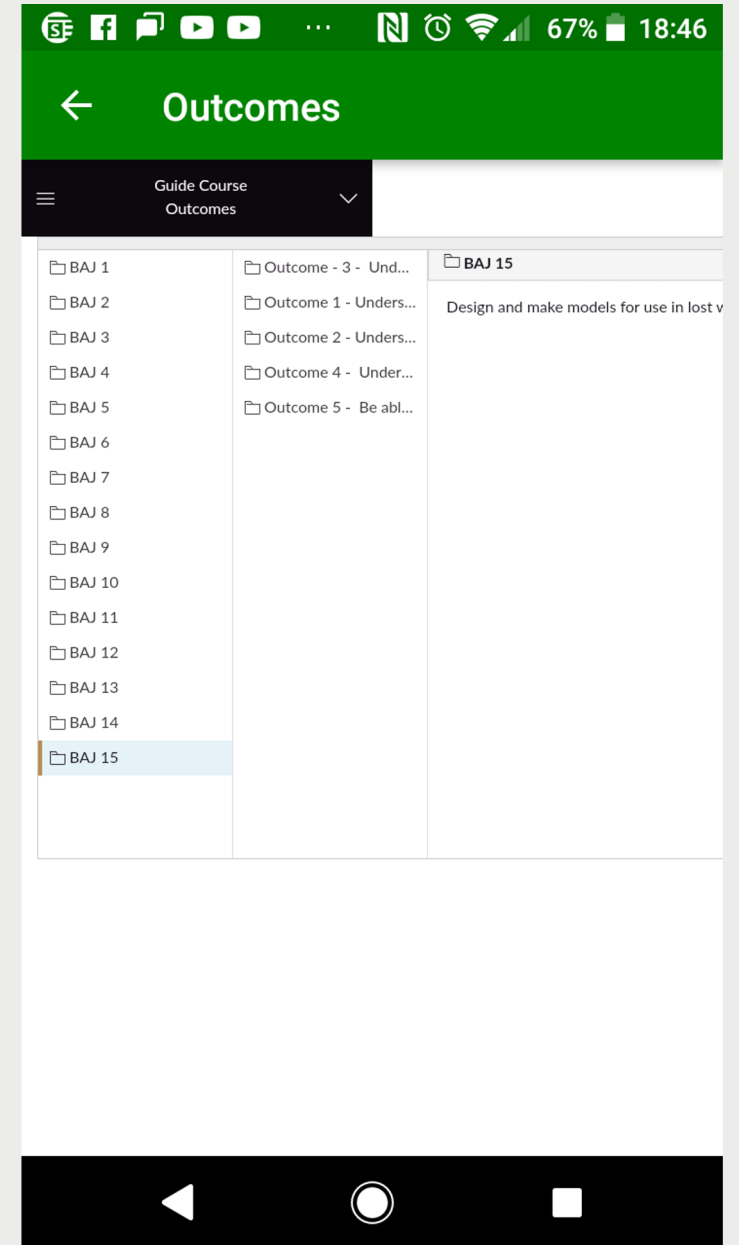 67% 18:46
Outcomes
Guide Course
Outcomes
BAJ 1
BAJ 2
BAJ 3
BAJ 4
BAJ 5
BAJ 6
BAJ 7
BAJ 8
BAJ 9
BAJ 10
BAJ 11
BAJ 12
BAJ 13
BAJ 14
BAJ 15
Outcome - 3 - Und...
Outcome 1 - Unders...
Outcome 2 - Unders...
Outcome 4 - Under...
Outcome 5 - Be abl...
BAJ 15
Design and make models for use in lost